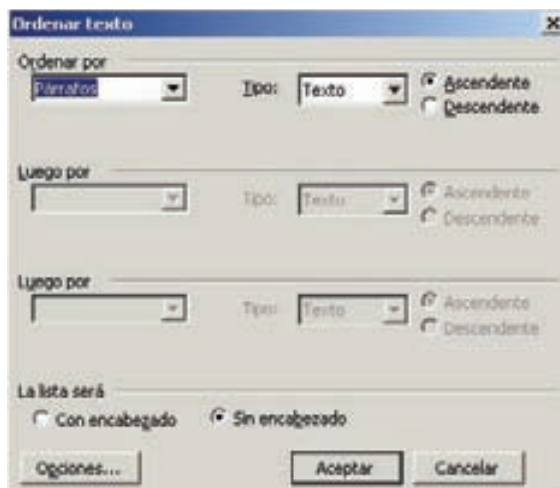 Ordenar texto
Ordenar por
Párrafos Tipo: Texto Ascendente
Descendente
Luego por
Tipo: Texto Ascendente
Descendente
Luego por
Tipo: Texto Ascendente
Descendente
La lista será
Con encabezado Sin encabezado
Opciones... Aceptar Cancelar